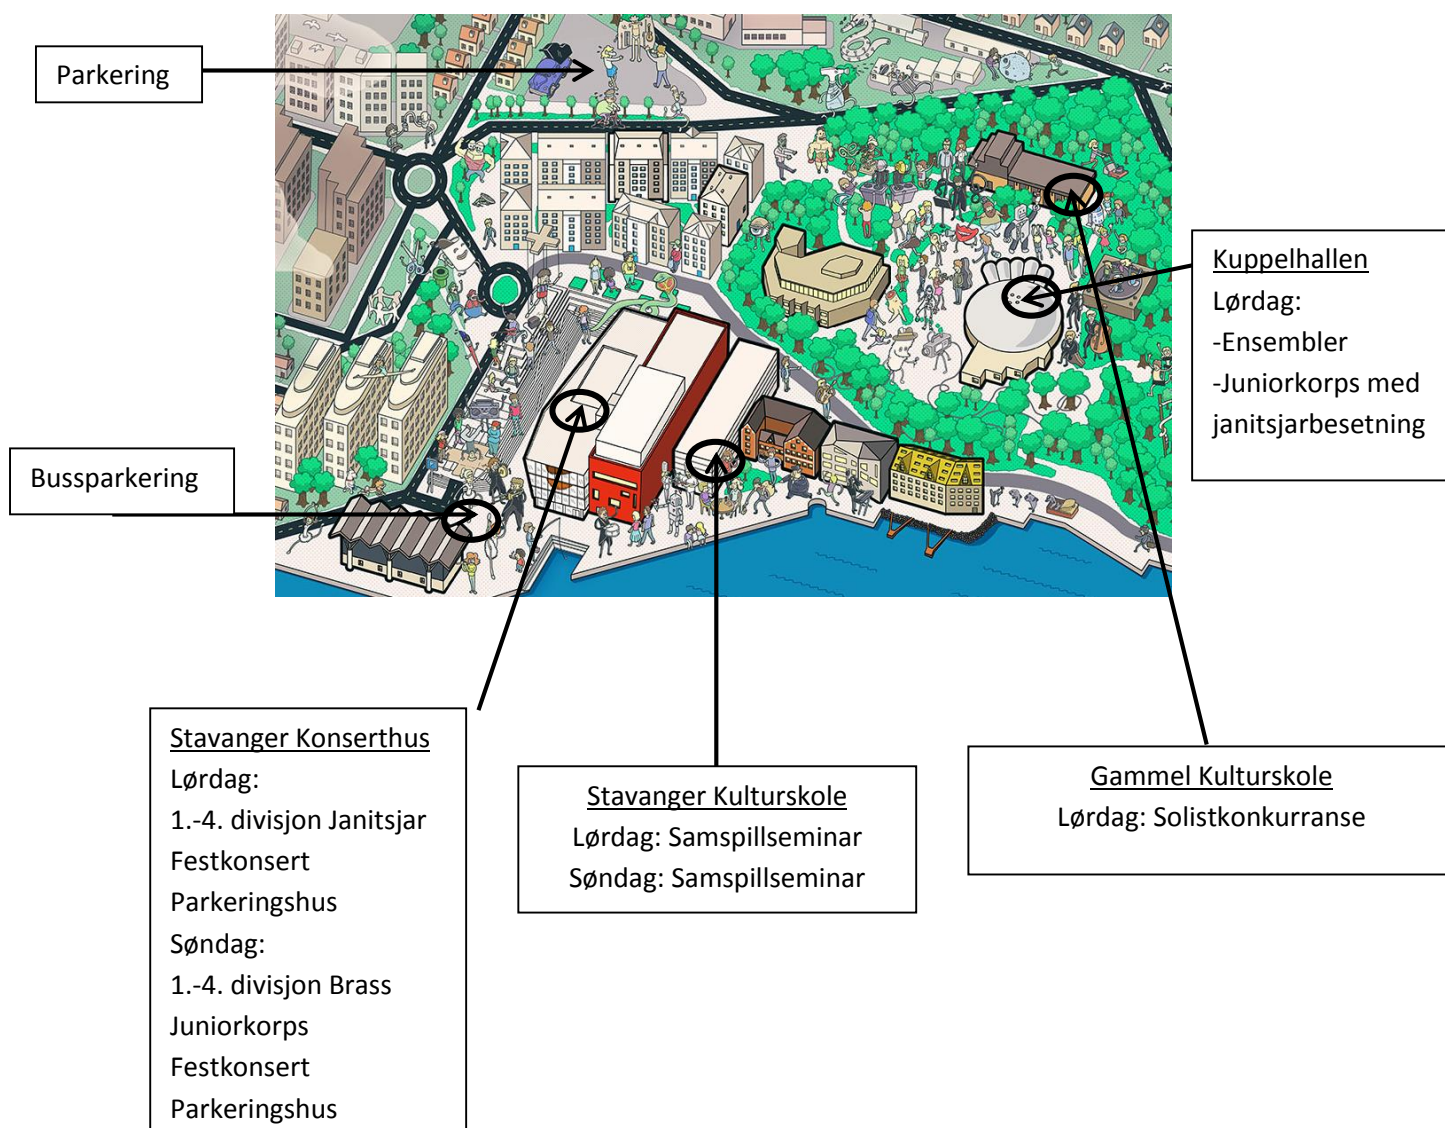 Parkering
Kuppelhallen
Lørdag:
-Ensembler
-Juniorkorps med
janitsjarbesetning
Bussparkering
Stavanger Konserthus
Lørdag:
1.-4. divisjon Janitsjar
Festkonsert
Parkeringshus
Søndag:
1.-4. divisjon Brass
Juniorkorps
Festkonsert
Parkeringshus
Stavanger Kulturskole
Lørdag: Samspillseminar
Søndag: Samspillseminar
Gammel Kulturskole
Lørdag: Solistkonkurranse